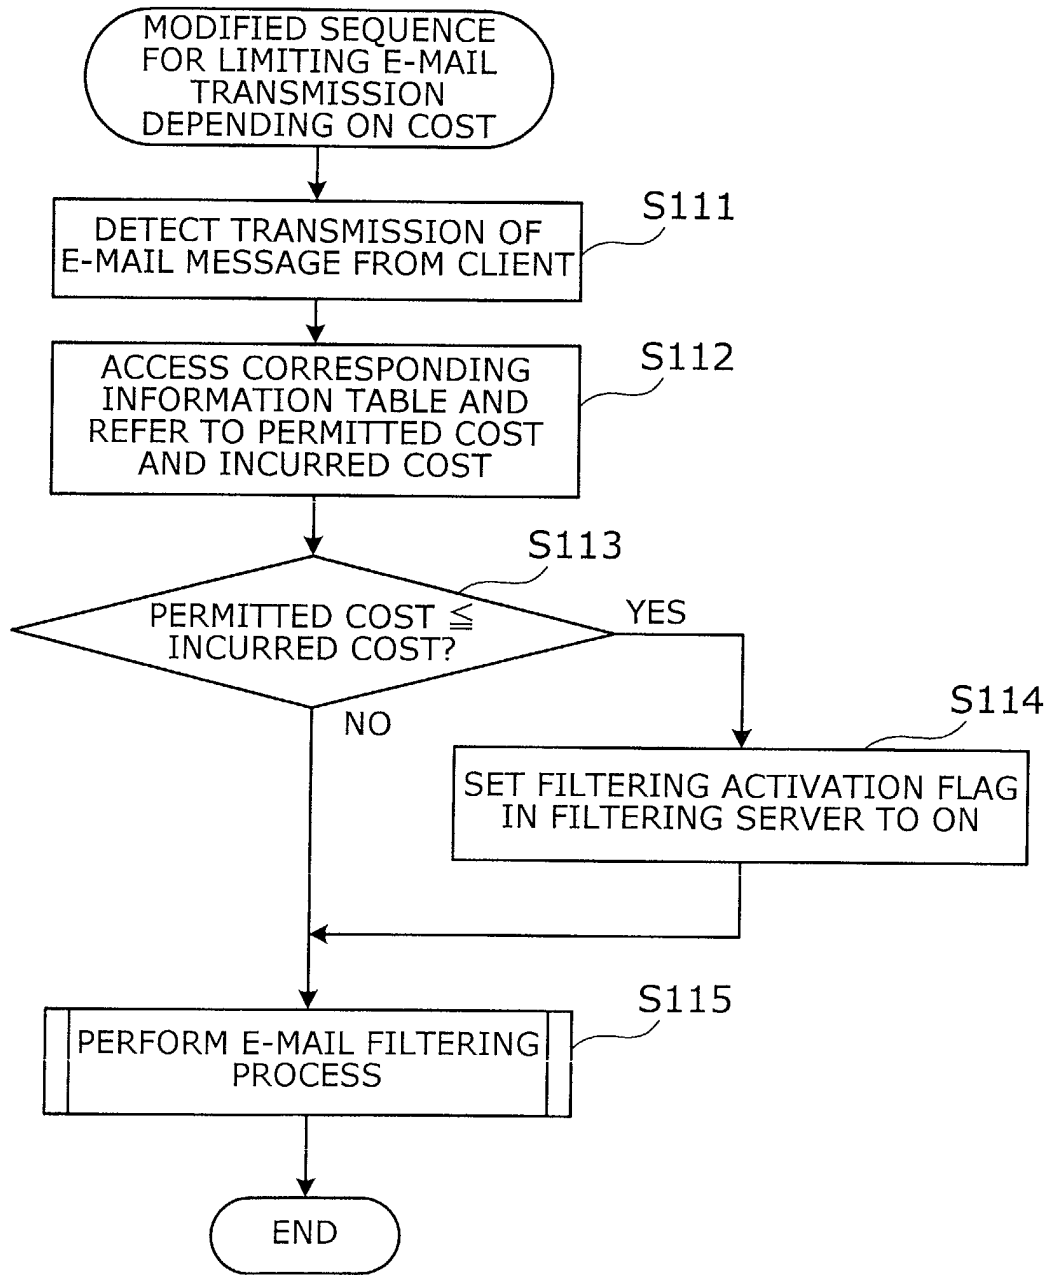 MODIFIED SEQUENCE
FOR LIMITING E-MAIL
TRANSMISSION
DEPENDING ON COST
S111
DETECT TRANSMISSION OF
E-MAIL MESSAGE FROM CLIENT
S112
ACCESS CORRESPONDING
INFORMATION TABLE AND
REFER TO PERMITTED COST
AND INCURRED COST
S113
PERMITTED COST ≦
INCURRED COST?
YES
NO
S114
SET FILTERING ACTIVATION FLAG
IN FILTERING SERVER TO ON
S115
PERFORM E-MAIL FILTERING
PROCESS
END